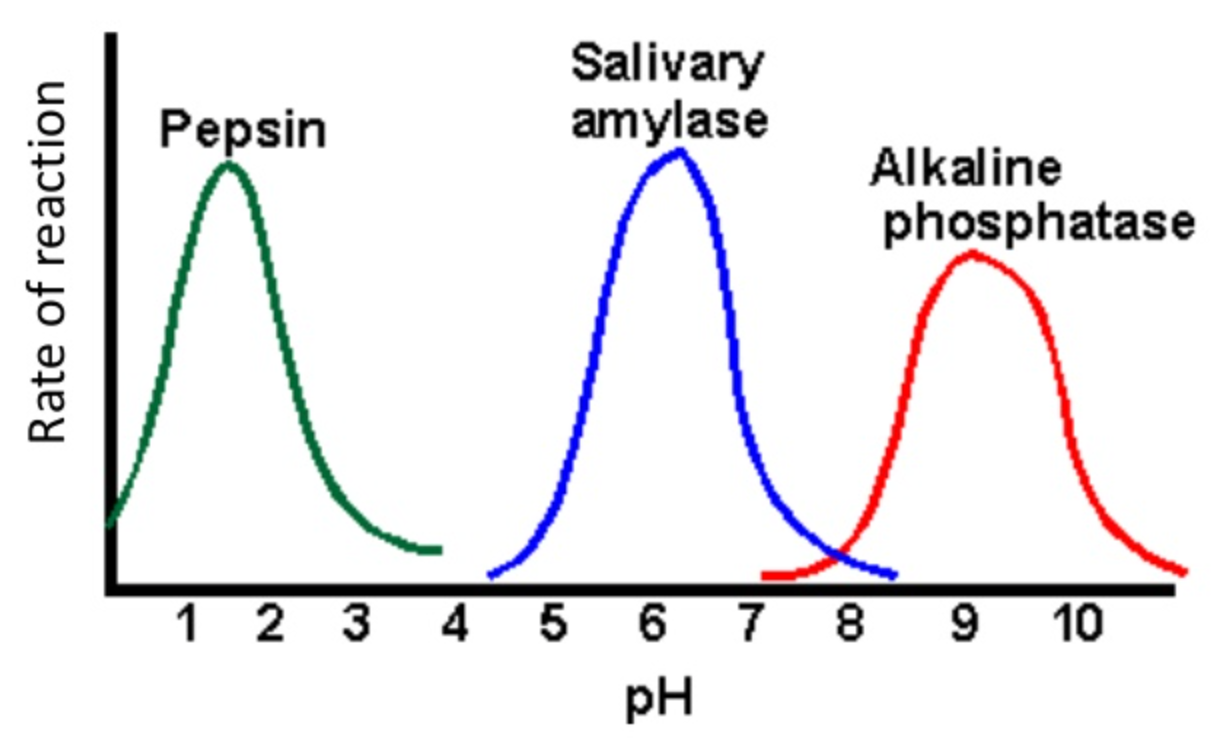 Salivary
amylase
Pepsin
Alkaline
phosphatase
Rate of reaction
1 2 3 4 5 6 7 8 9 10
pH